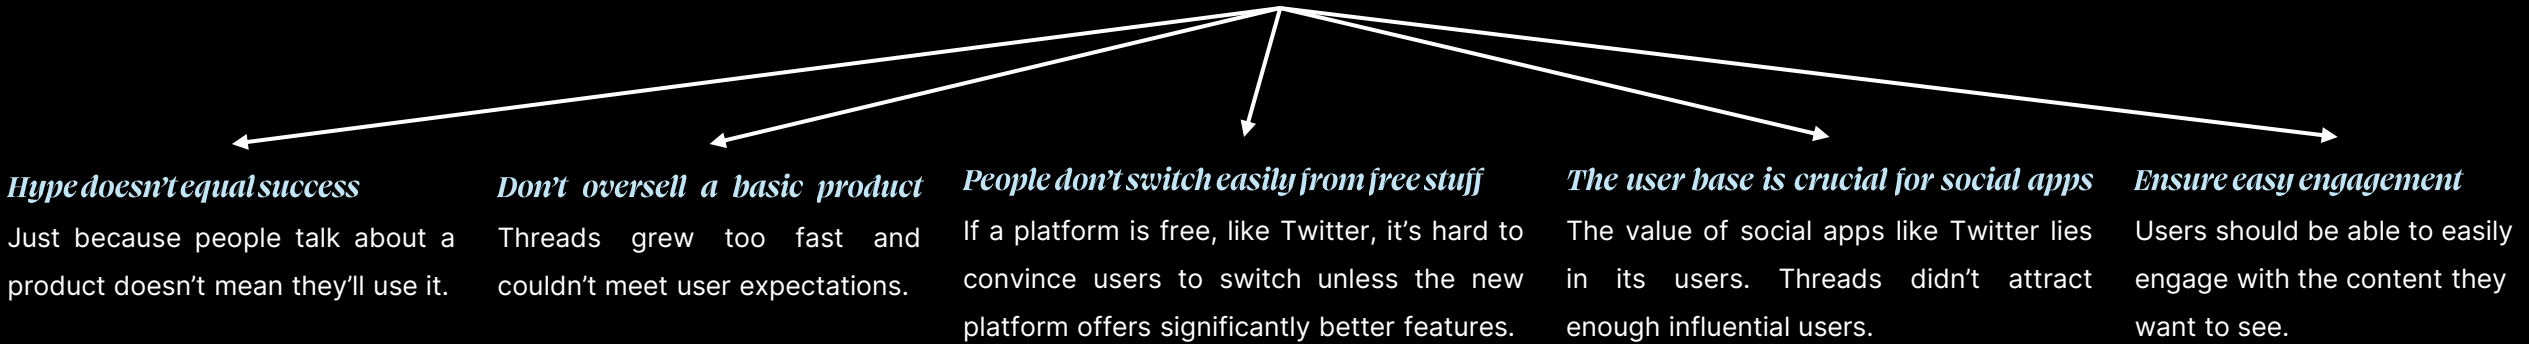 Hype doesn't equal success
Just because people talk about a
product doesn't mean they'll use it.
Don't oversell a basic product
Threads grew too fast and
couldn't meet user expectations.
People don't switch easily from free stuff
If a platform is free, like Twitter, it's hard to
convince users to switch unless the new
platform offers significantly better features.
The user base is crucial for social apps
The value of social apps like Twitter lies
in its users. Threads didn't attract
enough influential users.
Ensure easy engagement
Users should be able to easily
engage with the content they
want to see.